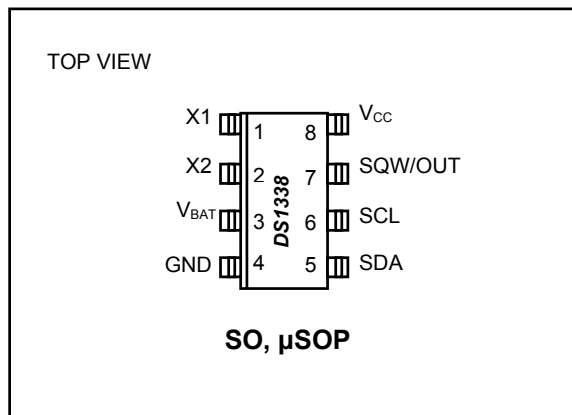 TOP VIEW
X1 1 8 VCC
X2 2 7 SQW/OUT
VBAT 3 6 SCL
GND 4 5 SDA
DS1338
SO, µSOP